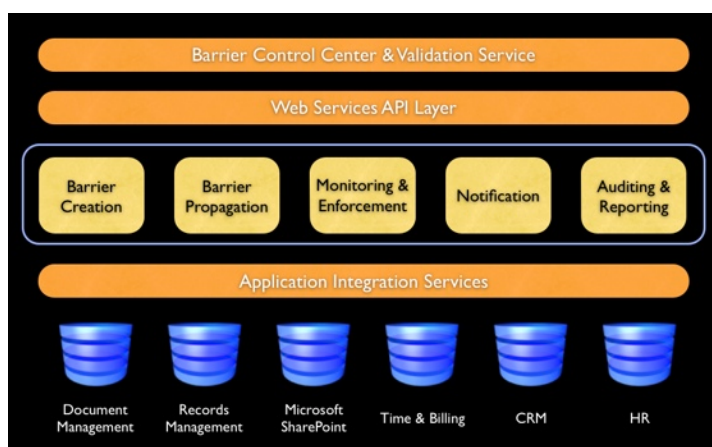 Barrier Control Center & Validation Service
Web Services API Layer
Barrier
Creation
Barrier
Propagation
Monitoring &
Enforcement
Notification
Auditing &
Reporting
Application Integration Services
Document
Management
Records
Management
Microsoft
SharePoint
Time & Billing
CRM
HR